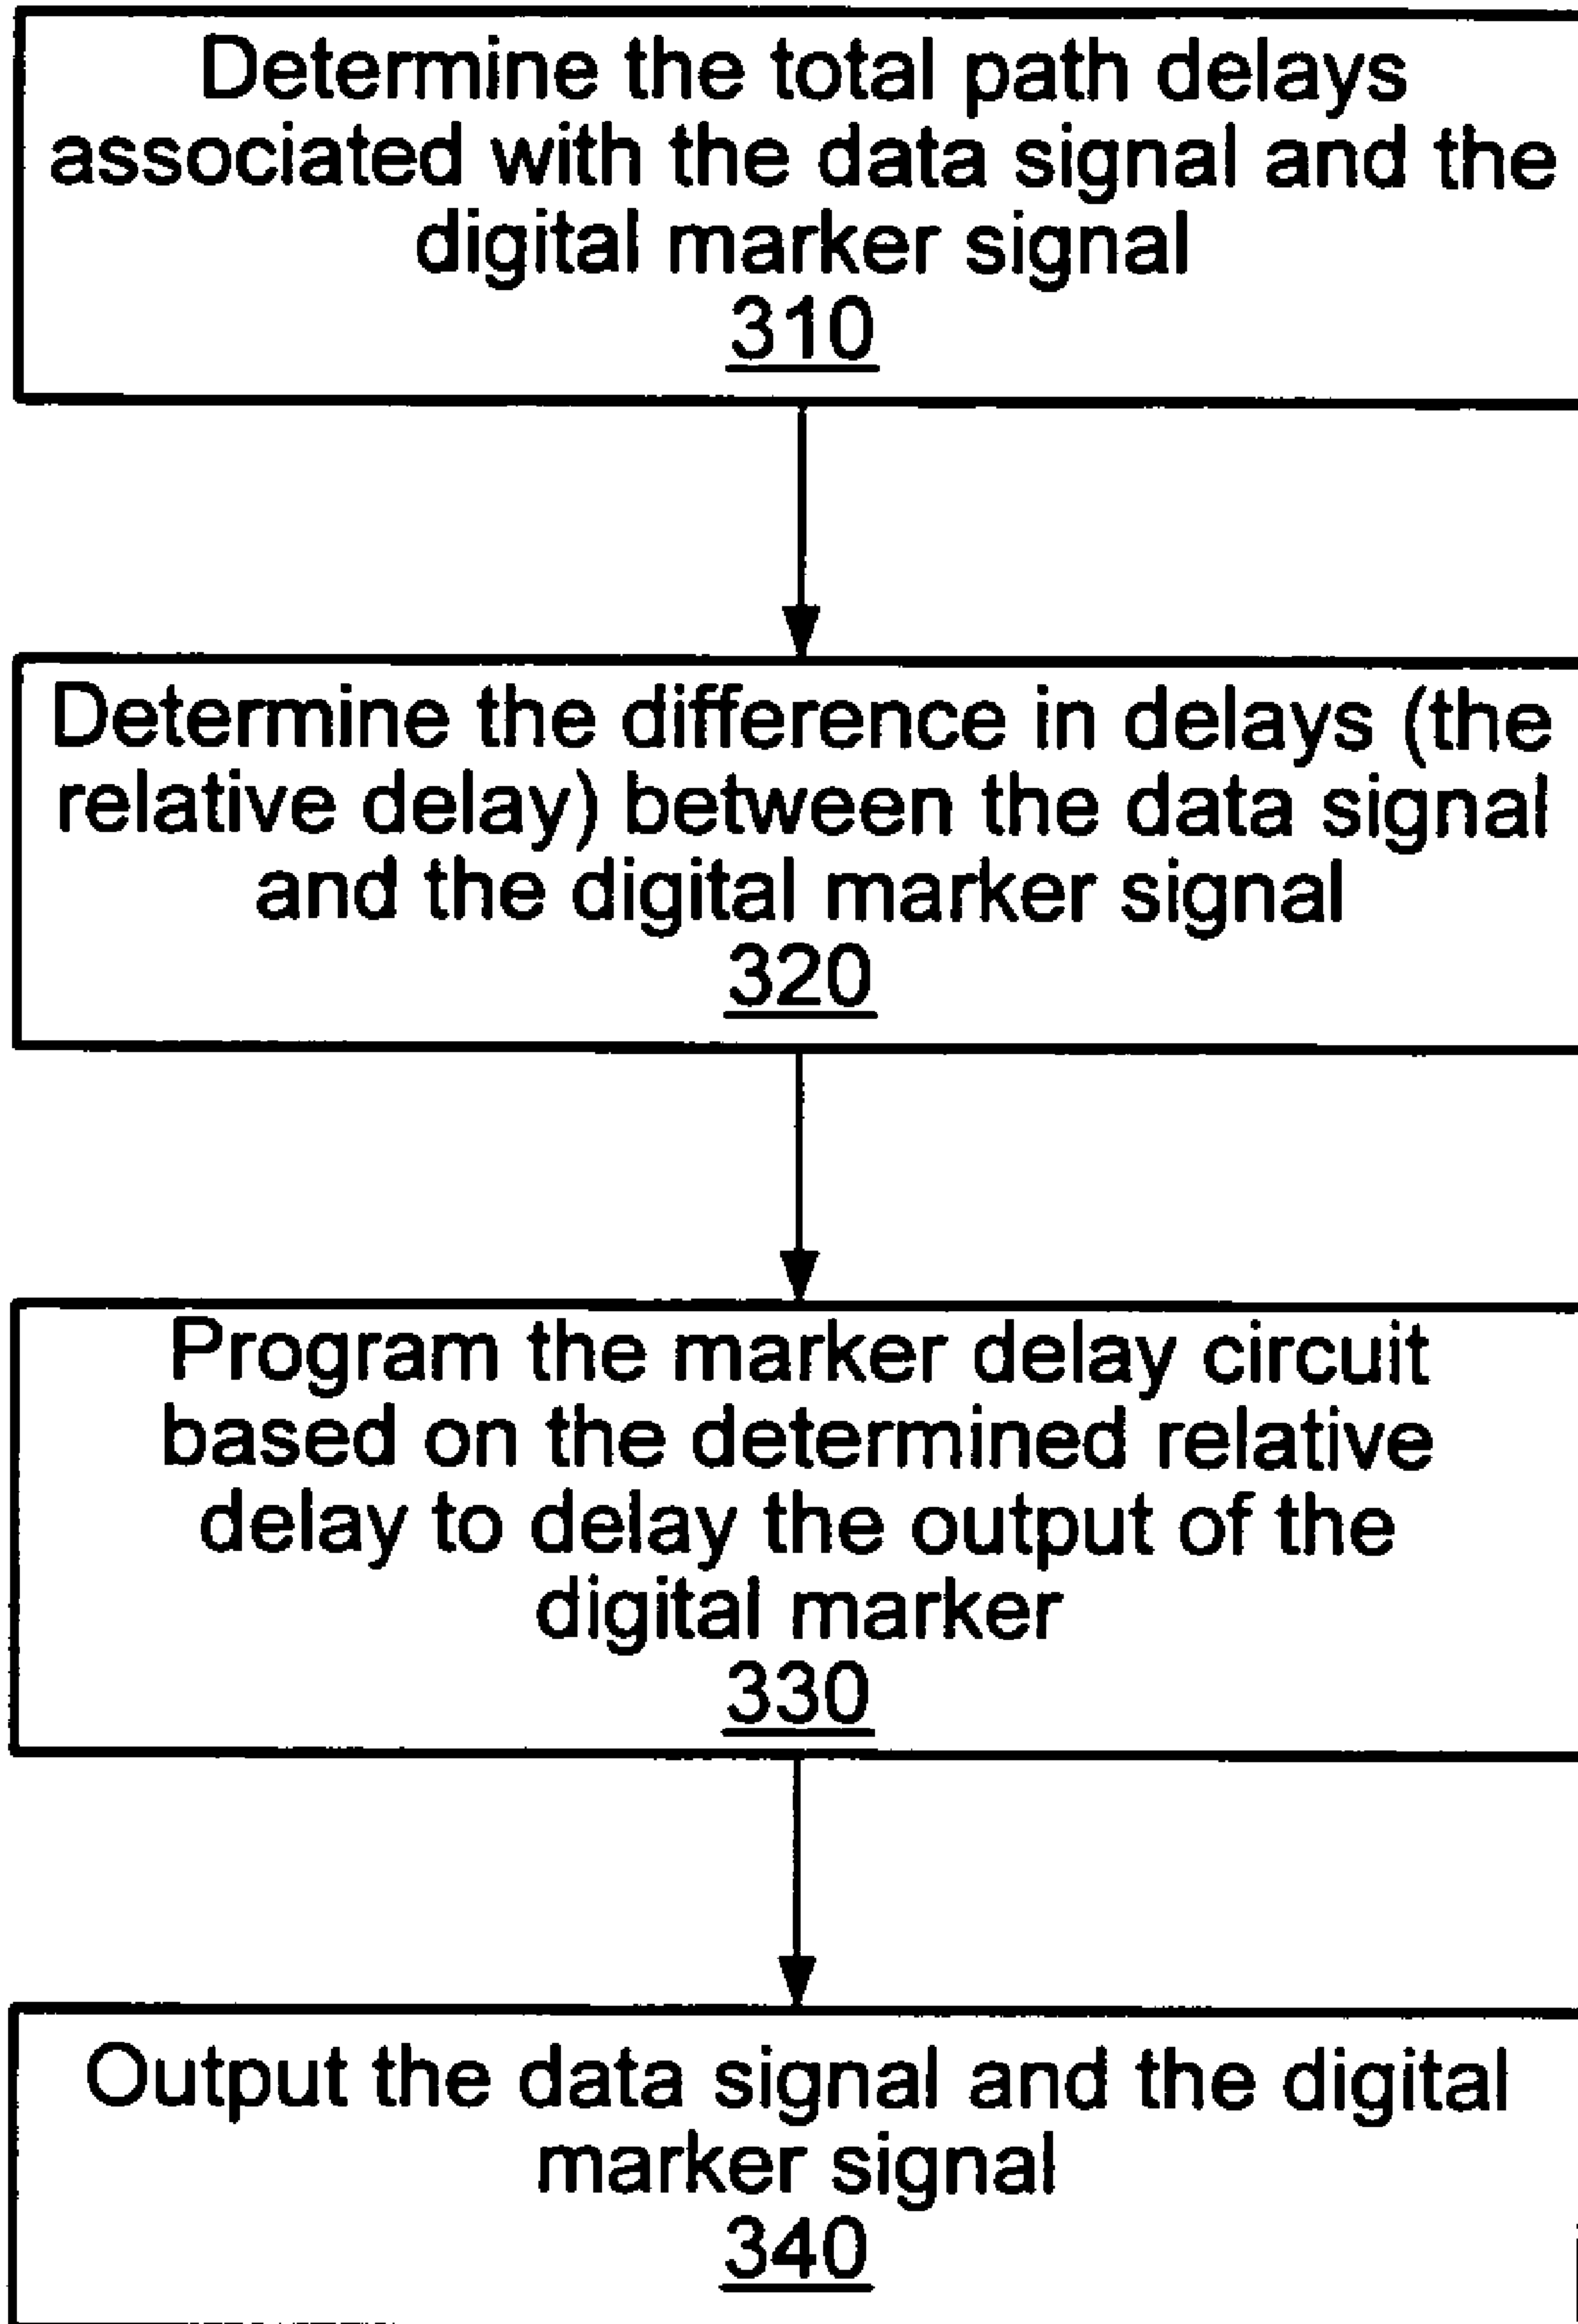 Determine the total path delays
associated with the data signal and the
digital marker signal
310
Determine the difference in delays (the
relative delay) between the data signal
and the digital marker signal
320
Program the marker delay circuit
based on the determined relative
delay to delay the output of the
digital marker
330
Output the data signal and the digital
marker signal
340